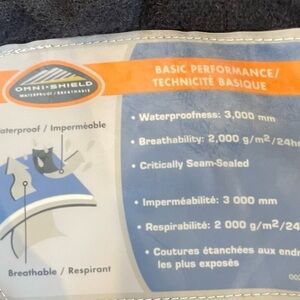 OMNI-SHIELD
WATERPROOF / BREATHABLE
BASIC PERFORMANCE/
TECHNICITÉ BASIQUE
aterproof / Imperméable
Breathable / Respirant
• Waterproofness: 3,000 mm
• Breathability: 2,000 g/m²/24h
• Critically Seam-Sealed
• Imperméabilité: 3 000 mm
• Respirabilité: 2 000 g/m²/24
• Coutures étanchées aux end
les plus exposés